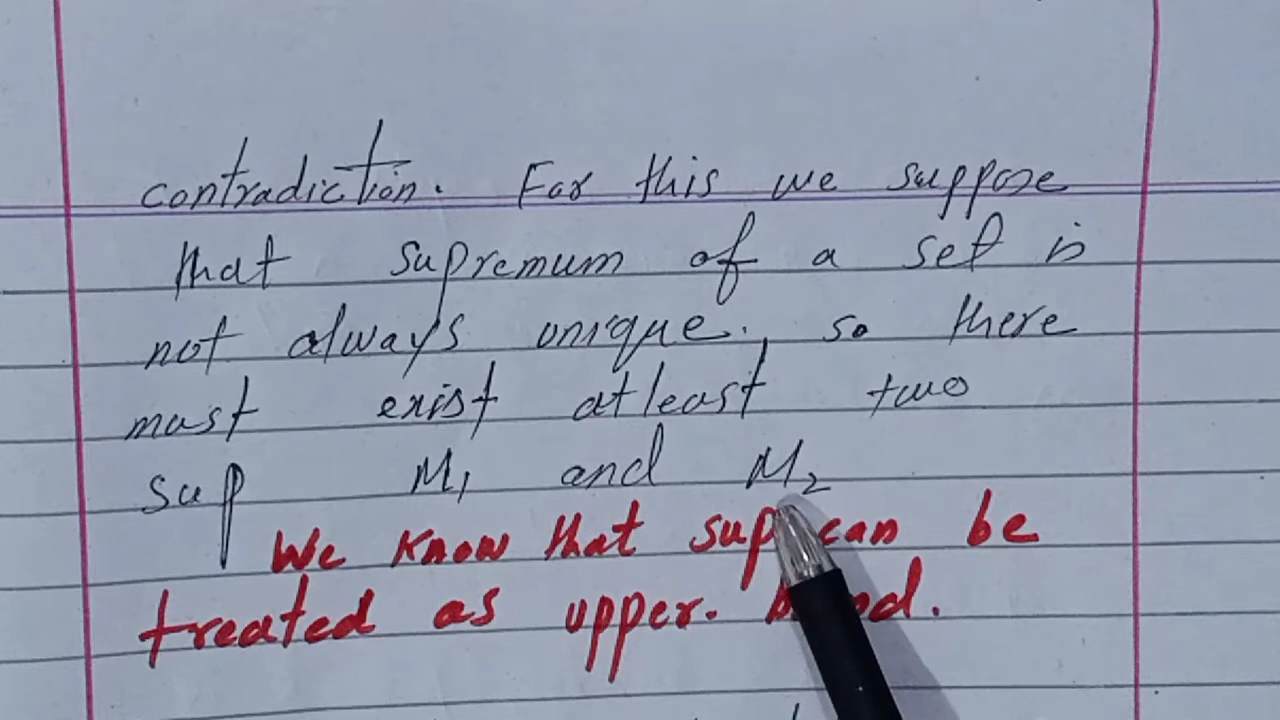 contradiction. For this we suppose
that supremum of a set is
not always unique., so there
must exist atleast two
sup M₁ and M₂
We know that sup can be
treated as upper.